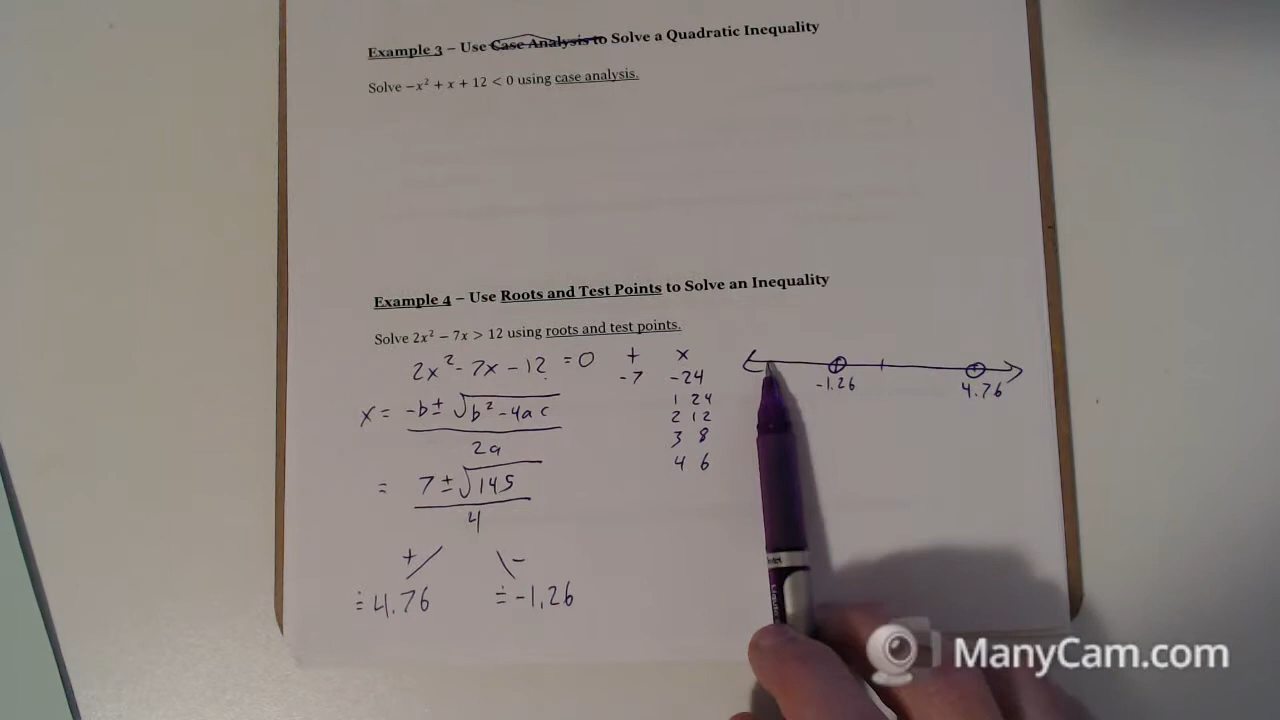 Example 3 – Use Case Analysis to Solve a Quadratic Inequality
Solve −x² + x + 12 < 0 using case analysis.
Example 4 – Use Roots and Test Points to Solve an Inequality
Solve 2x² − 7x > 12 using roots and test points.
2x² - 7x - 12 = 0
x = -b ± √b² - 4ac
2a
= 7 ± √145
4
+ -
≐ 4.76 ≐ -1.26
+ x
-7 -24
1 24
2 12
3 8
4 6
-1.26 4.76
ManyCam.com